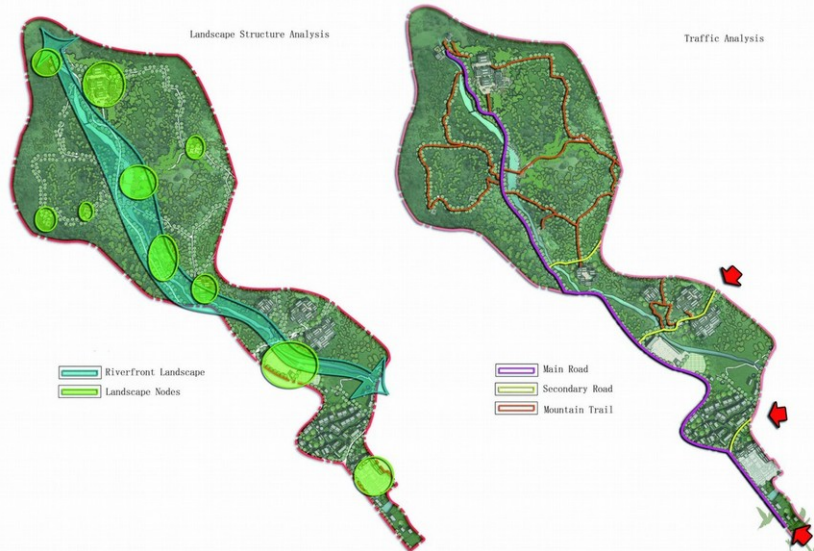 Landscape Structure Analysis
Traffic Analysis
Riverfront Landscape
Landscape Nodes
Main Road
Secondary Road
Mountain Trail